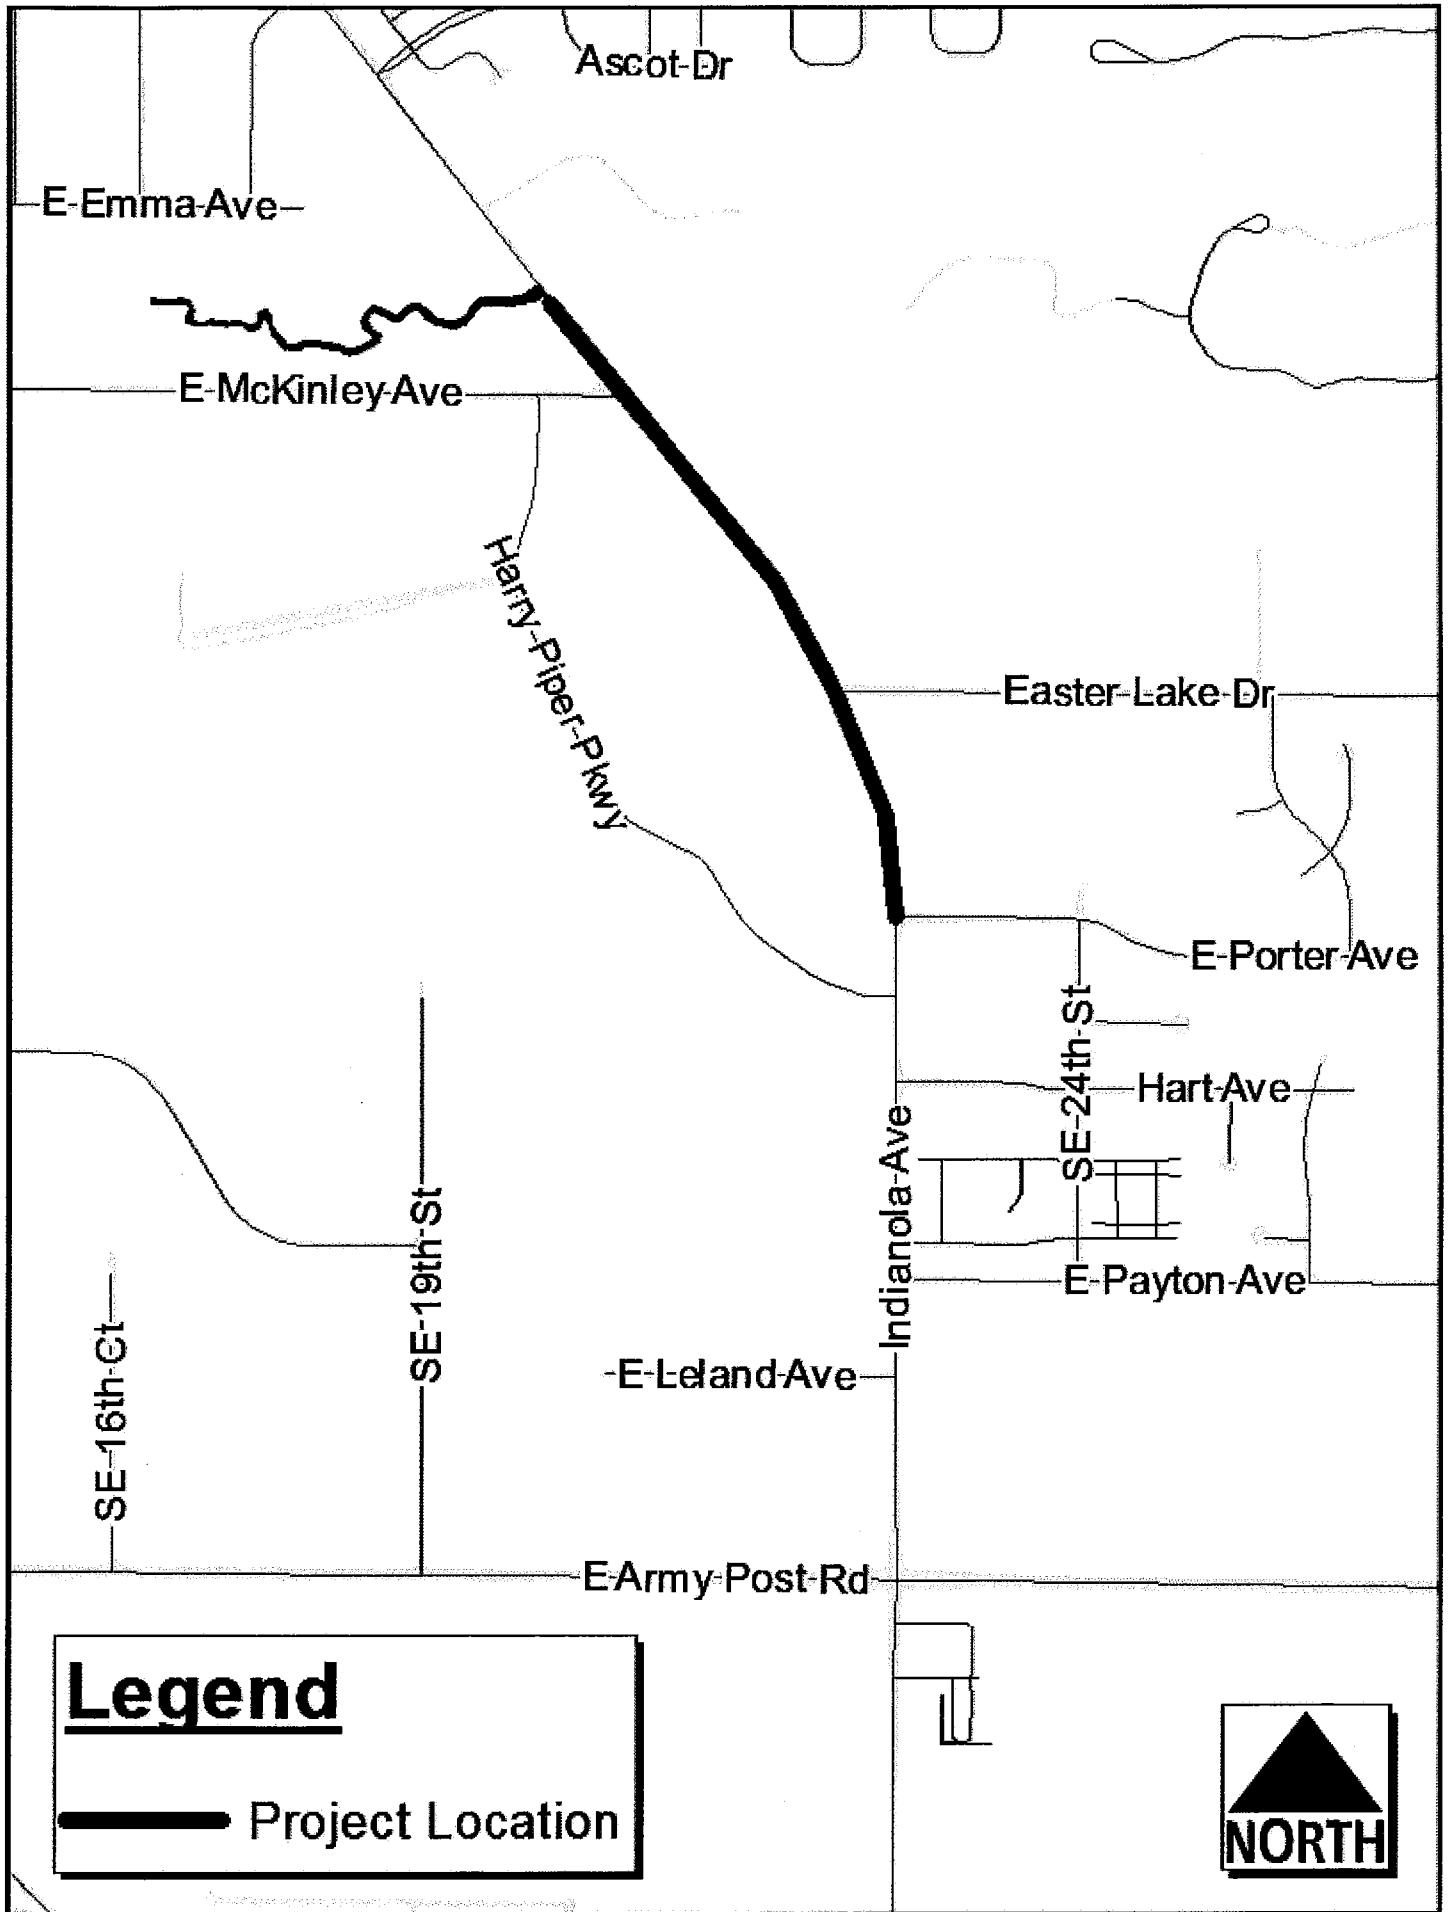 Ascot Dr
E Emma Ave
E McKinley Ave
Harry Piper Pkwy
Easter Lake Dr
E Porter Ave
SE 24th St
Hart Ave
Indianola Ave
SE 19th St
E Payton Ave
SE 16th Ct
E Leland Ave
E Army Post Rd
Legend
Project Location
NORTH